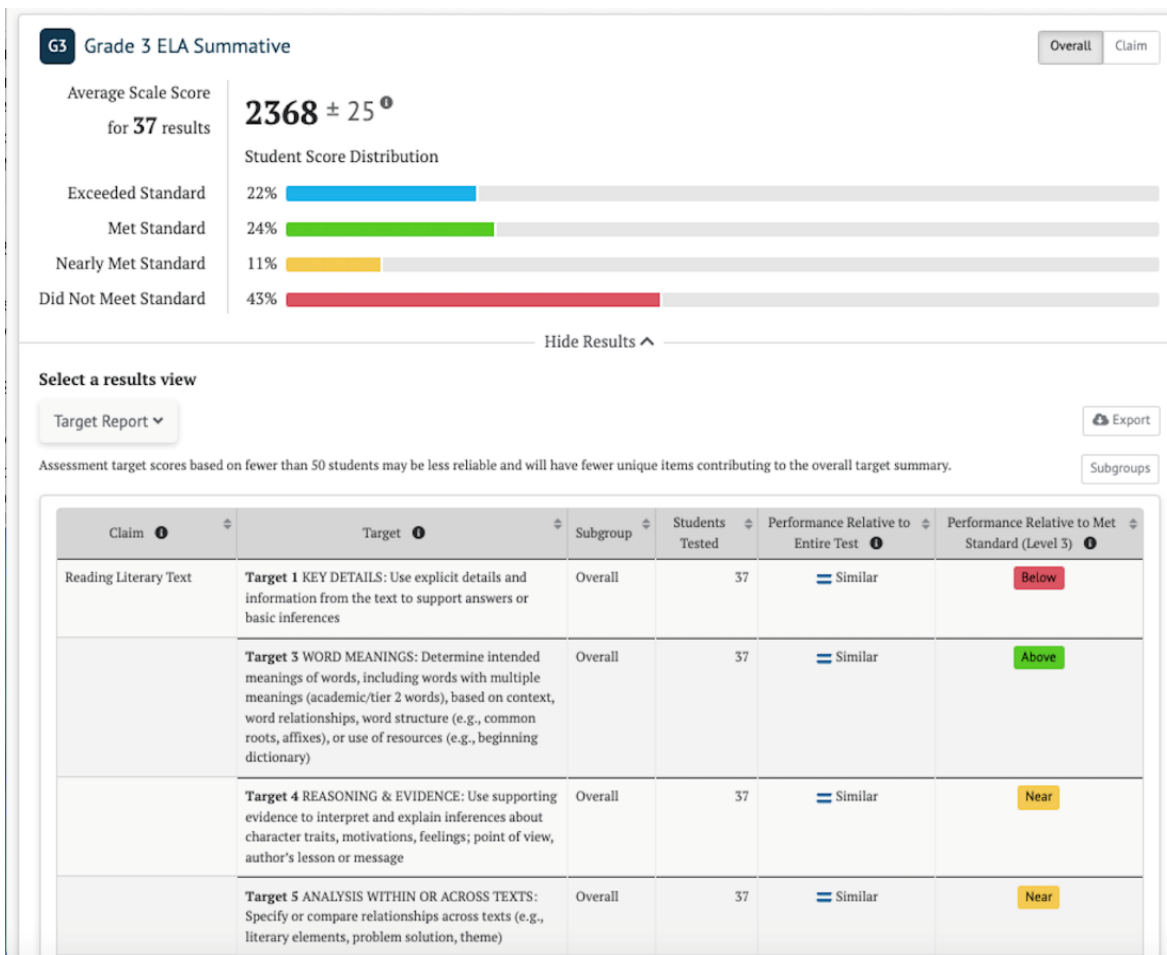 G3 Grade 3 ELA Summative
Overall Claim
Average Scale Score
for 37 results
2368 ± 25
Student Score Distribution
Exceeded Standard 22%
Met Standard 24%
Nearly Met Standard 11%
Did Not Meet Standard 43%
Hide Results
Select a results view
Target Report
Export
Assessment target scores based on fewer than 50 students may be less reliable and will have fewer unique items contributing to the overall target summary.
Subgroups
Claim Target Subgroup Students Tested Performance Relative to Entire Test Performance Relative to Met Standard (Level 3)
Reading Literary Text Target 1 KEY DETAILS: Use explicit details and Overall 37 Similar Below
information from the text to support answers or
basic inferences
Target 3 WORD MEANINGS: Determine intended Overall 37 Similar Above
meanings of words, including words with multiple
meanings (academic/tier 2 words), based on context,
word relationships, word structure (e.g., common
roots, affixes), or use of resources (e.g., beginning
dictionary)
Target 4 REASONING & EVIDENCE: Use supporting Overall 37 Similar Near
evidence to interpret and explain inferences about
character traits, motivations, feelings; point of view,
author's lesson or message
Target 5 ANALYSIS WITHIN OR ACROSS TEXTS: Overall 37 Similar Near
Specify or compare relationships across texts (e.g.,
literary elements, problem solution, theme)